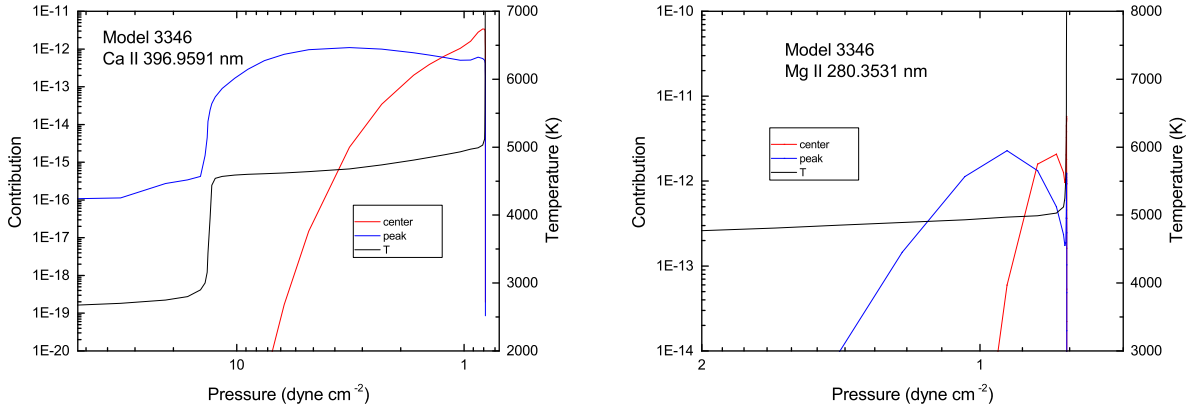 Model 3346
Ca II 396.9591 nm
1E-11
1E-12
1E-13
1E-14
1E-15
1E-16
1E-17
1E-18
1E-19
1E-20
Contribution
7000
6000
5000
4000
3000
2000
Temperature (K)
center
peak
T
10
1
Pressure (dyne cm-2)
Model 3346
Mg II 280.3531 nm
1E-10
1E-11
1E-12
1E-13
1E-14
Contribution
8000
7000
6000
5000
4000
3000
Temperature (K)
center
peak
T
2
1
Pressure (dyne cm-2)